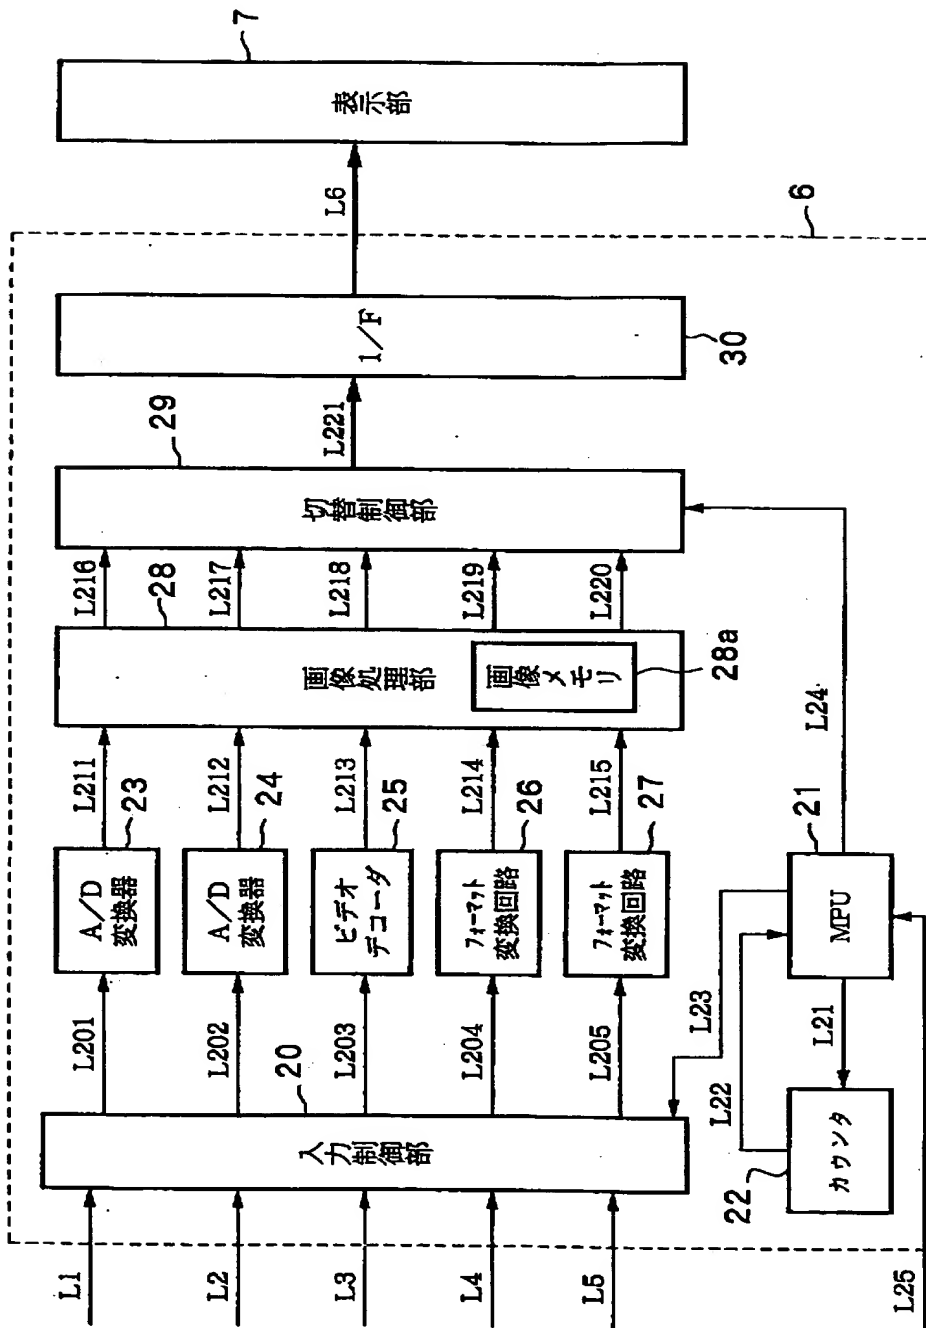 7
表示部
L6
6
I/F
30
L221
29
切替制御部
L216
L217
L218
L219
L220
28
画像処理部
画像
メモリ
28a
L24
L211
L212
L213
L214
L215
23
24
25
26
27
21
A/D
変換器
A/D
変換器
ビデオ
デコーダ
フォーマット
変換回路
フォーマット
変換回路
MPU
L201
L202
L203
L204
L205
L23
L22
L21
20
入力制御部
22
カウンタ
L1
L2
L3
L4
L5
L25